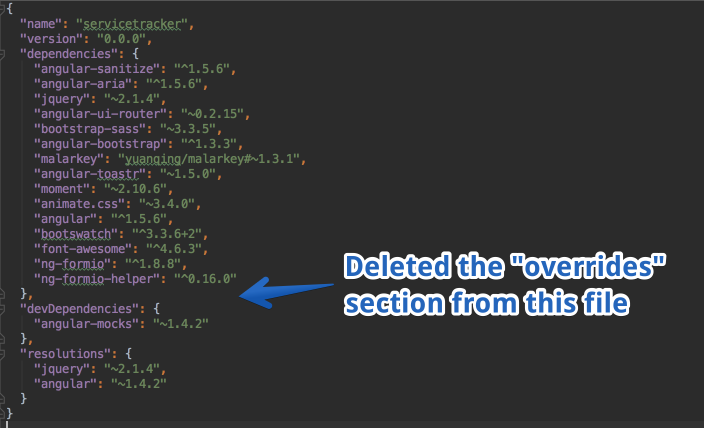 {
"name": "servicetracker",
"version": "0.0.0",
"dependencies": {
"angular-sanitize": "^1.5.6",
"angular-aria": "^1.5.6",
"jquery": "~2.1.4",
"angular-ui-router": "~0.2.15",
"bootstrap-sass": "~3.3.5",
"angular-bootstrap": "^1.3.3",
"malarkey": "yuanqing/malarkey#~1.3.1",
"angular-toastr": "~1.5.0",
"moment": "~2.10.6",
"animate.css": "~3.4.0",
"angular": "^1.5.6",
"bootswatch": "^3.3.6+2",
"font-awesome": "^4.6.3",
"ng-formio": "^1.8.8",
"ng-formio-helper": "^0.16.0"
},
"devDependencies": {
"angular-mocks": "~1.4.2"
},
"resolutions": {
"jquery": "~2.1.4",
"angular": "~1.4.2"
}
}
Deleted the "overrides"
section from this file